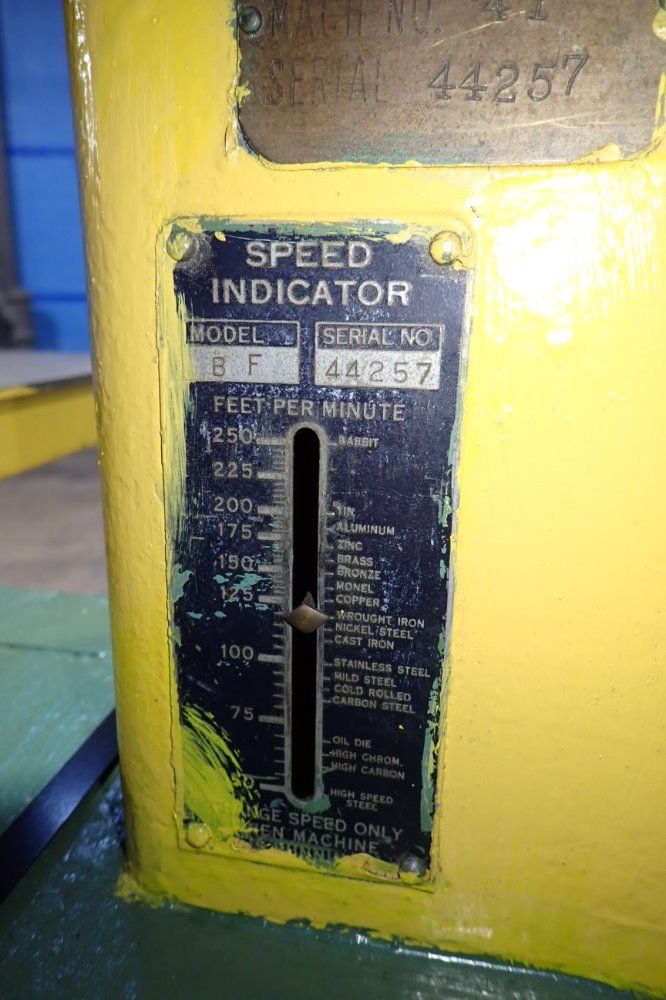 MACH NO. 41
SERIAL 44257
SPEED
INDICATOR
MODEL SERIAL NO.
B F 44257
FEET PER MINUTE
250 BABBIT
225
200 TIN
175 ALUMINUM
ZINC
150 BRASS
BRONZE
MONEL
125 COPPER
WROUGHT IRON
NICKEL STEEL
CAST IRON
100 STAINLESS STEEL
MILD STEEL
COLD ROLLED
CARBON STEEL
75
OIL DIE
HIGH CHROM.
HIGH CARBON
50 HIGH SPEED
STEEL
CHANGE SPEED ONLY
WHEN MACHINE